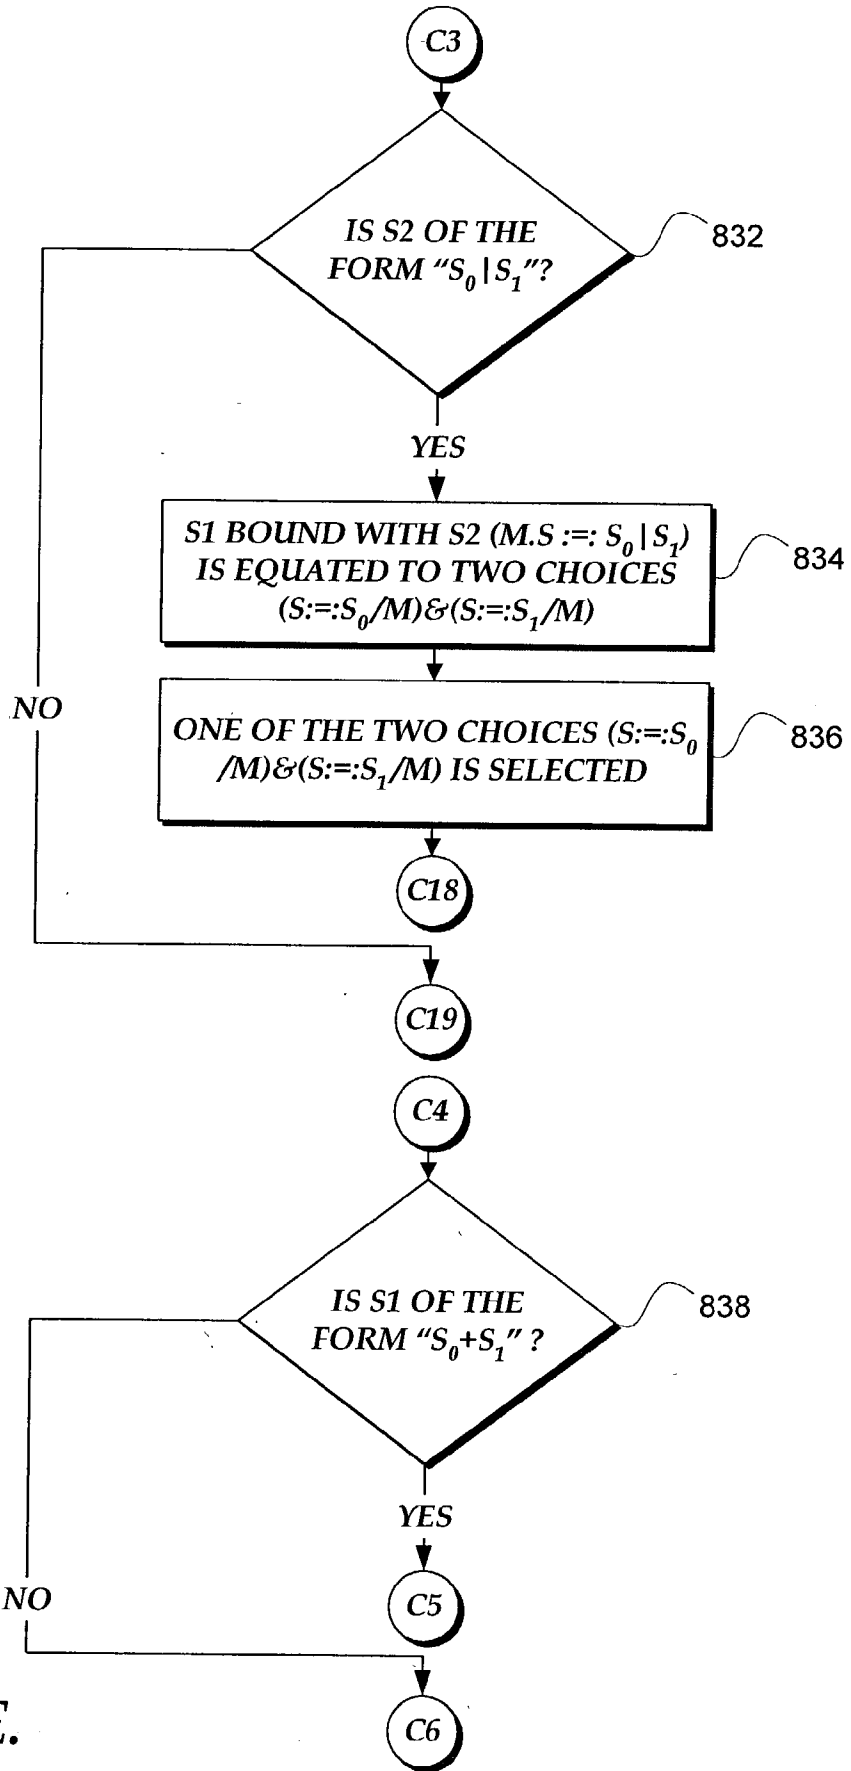 C3
IS S2 OF THE
FORM “S₀|S₁”?
832
YES
S1 BOUND WITH S2 (M.S :=: S₀|S₁)
IS EQUATED TO TWO CHOICES
(S:=:S₀/M)&(S:=:S₁/M)
834
NO
ONE OF THE TWO CHOICES (S:=:S₀
/M)&(S:=:S₁/M) IS SELECTED
836
C18
C19
C4
IS S1 OF THE
FORM “S₀+S₁” ?
838
YES
NO
C5
C6
E.